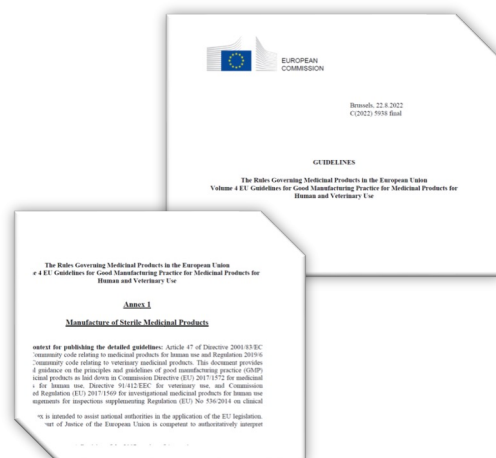 EUROPEAN
COMMISSION
Brussels, 22.8.2022
C(2022) 5938 final
GUIDELINES
The Rules Governing Medicinal Products in the European Union
Volume 4 EU Guidelines for Good Manufacturing Practice for Medicinal Products for
Human and Veterinary Use
The Rules Governing Medicinal Products in the European Union
e 4 EU Guidelines for Good Manufacturing Practice for Medicinal Products for
Human and Veterinary Use
Annex 1
Manufacture of Sterile Medicinal Products
ontext for publishing the detailed guidelines: Article 47 of Directive 2001/83/EC
ommunity code relating to medicinal products for human use and Regulation 2019/6
ommunity code relating to veterinary medicinal products. This document provides
l guidance on the principles and guidelines of good manufacturing practice (GMP)
icinal products as laid down in Commission Directive (EU) 2017/1572 for medicinal
s for human use, Directive 91/412/EEC for veterinary use, and Commission
ed Regulation (EU) 2017/1569 for investigational medicinal products for human use
angements for inspections supplementing Regulation (EU) No 536/2014 on clinical
ex is intended to assist national authorities in the application of the EU legislation.
urt of Justice of the European Union is competent to authoritatively interpret